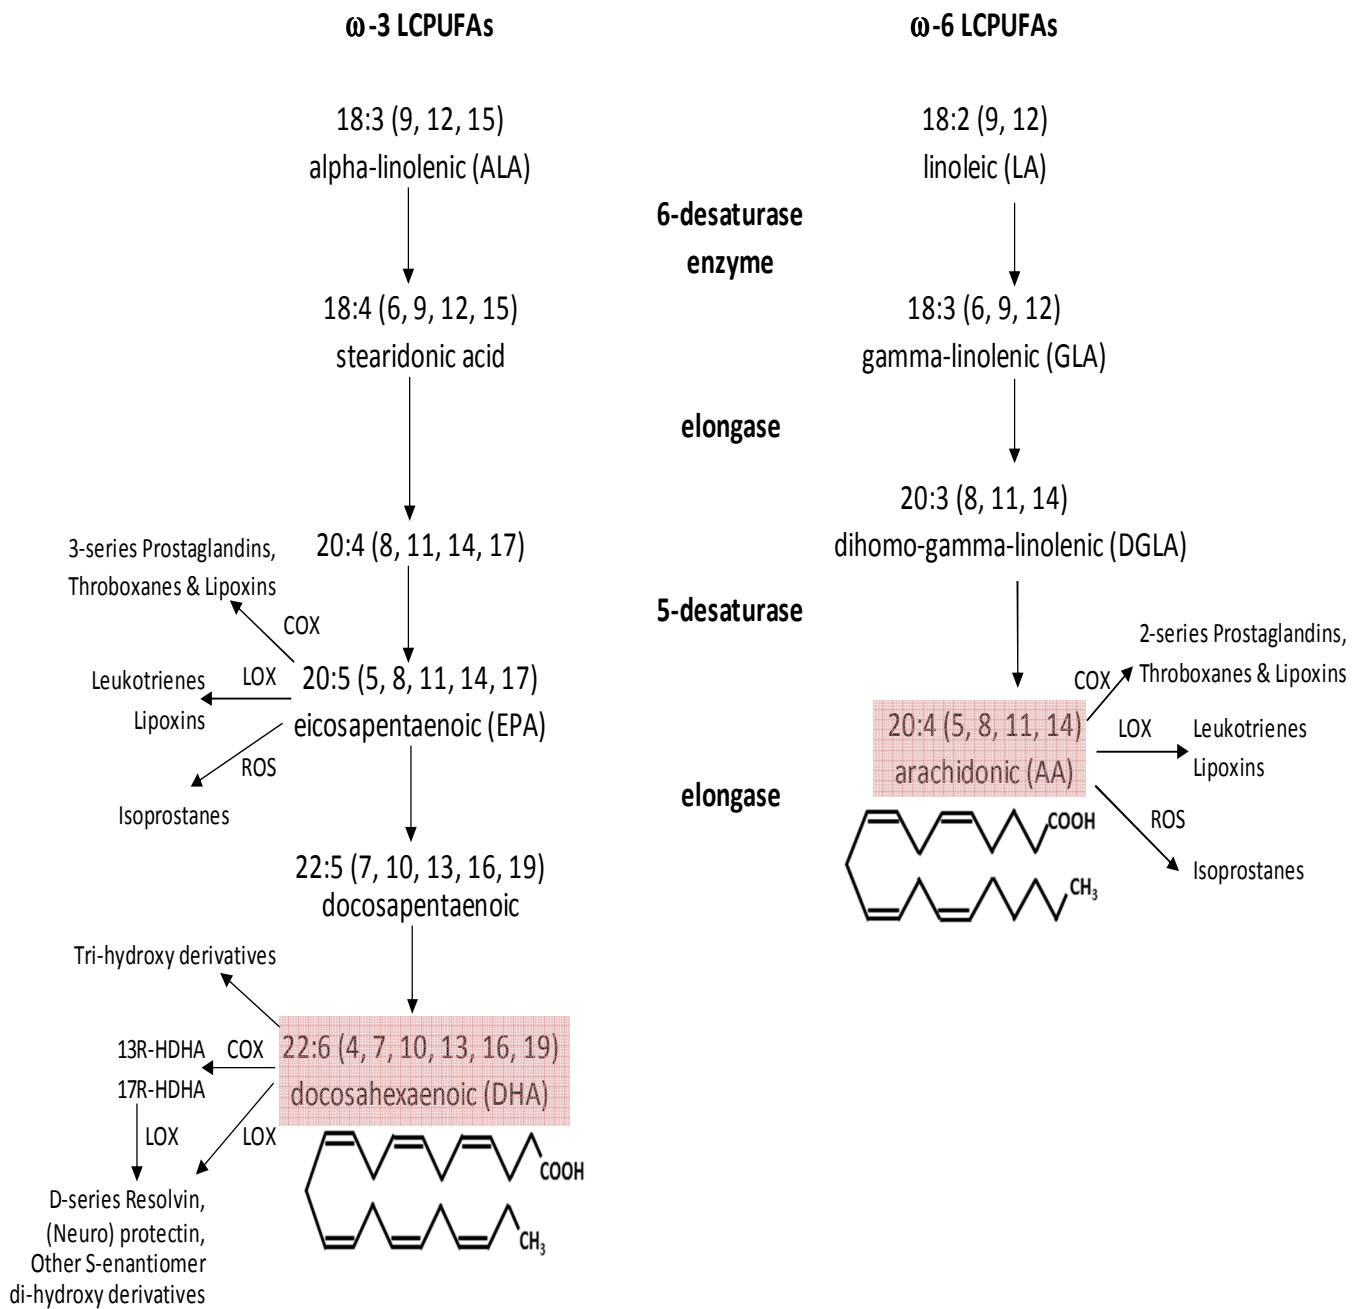 ω-3 LCPUFAs
ω-6 LCPUFAs
18:3 (9, 12, 15)
alpha-linolenic (ALA)
18:2 (9, 12)
linoleic (LA)
6-desaturase
enzyme
18:4 (6, 9, 12, 15)
stearidonic acid
18:3 (6, 9, 12)
gamma-linolenic (GLA)
elongase
20:3 (8, 11, 14)
dihomo-gamma-linolenic (DGLA)
20:4 (8, 11, 14, 17)
3-series Prostaglandins,
Throboxanes & Lipoxins
COX
5-desaturase
20:5 (5, 8, 11, 14, 17)
eicosapentaenoic (EPA)
LOX
Leukotrienes
Lipoxins
ROS
Isoprostanes
2-series Prostaglandins,
Throboxanes & Lipoxins
COX
20:4 (5, 8, 11, 14)
arachidonic (AA)
LOX
Leukotrienes
Lipoxins
ROS
Isoprostanes
COOH
CH3
elongase
22:5 (7, 10, 13, 16, 19)
docosapentaenoic
Tri-hydroxy derivatives
22:6 (4, 7, 10, 13, 16, 19)
docosahexaenoic (DHA)
COX
13R-HDHA
17R-HDHA
LOX
LOX
COOH
CH3
D-series Resolvin,
(Neuro) protectin,
Other S-enantiomer
di-hydroxy derivatives